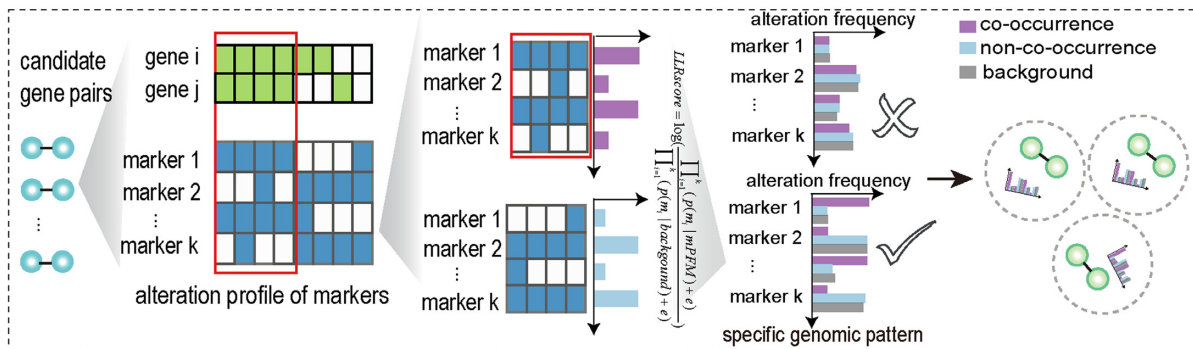 candidate
gene pairs
⋮
gene i
gene j
marker 1
marker 2
⋮
marker k
alteration profile of markers
marker 1
marker 2
⋮
marker k
marker 1
marker 2
⋮
marker k
LLRscore = log(∏ᵢ₌₁ᵏ (p(mᵢ | mPFM) + e) / ∏ᵢ₌₁ᵏ (p(mᵢ | backgound) + e))
alteration frequency
marker 1
marker 2
⋮
marker k
alteration frequency
marker 1
marker 2
...
marker k
specific genomic pattern
co-occurrence
non-co-occurrence
background